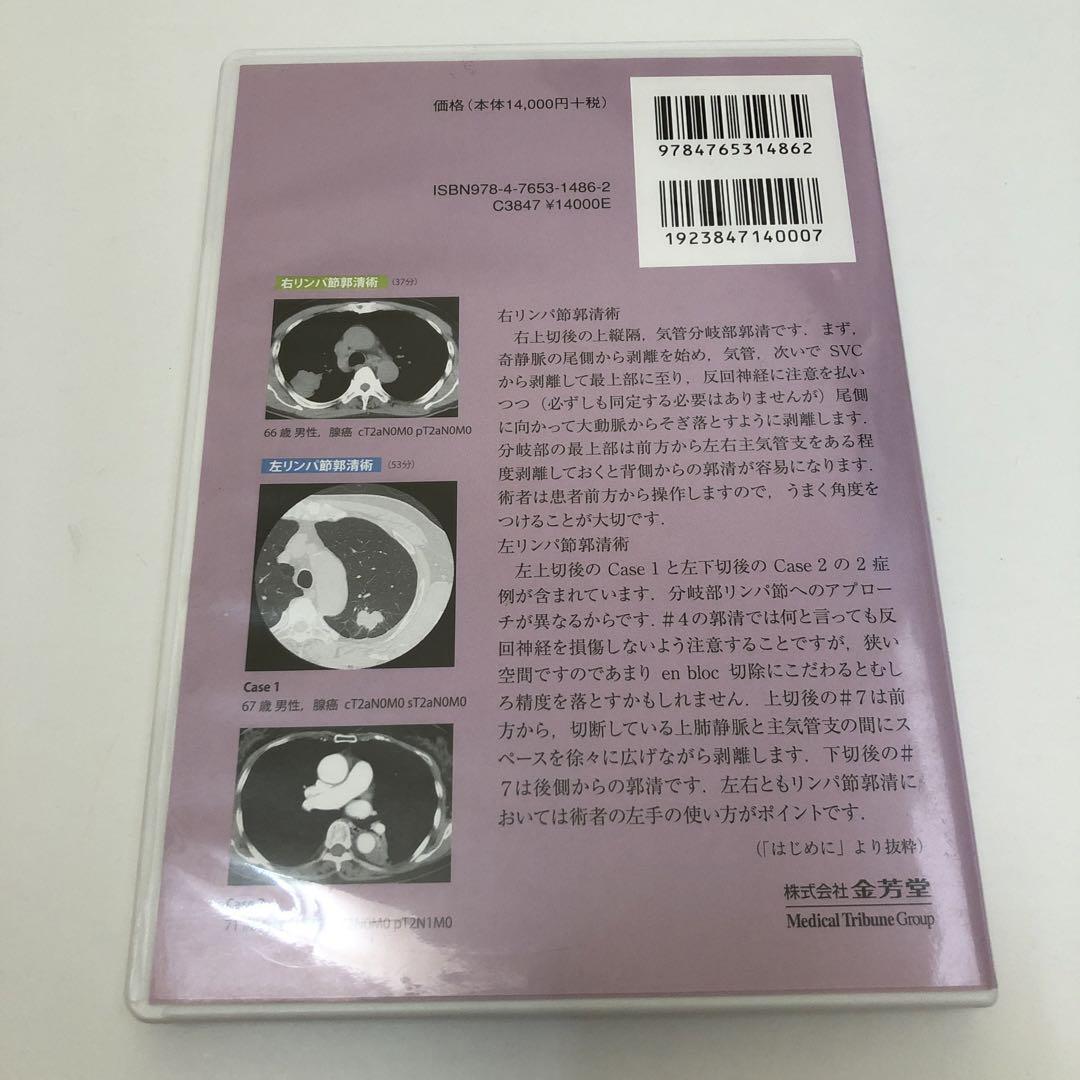 価格（本体14,000円＋税）
9784765314862
ISBN978-4-7653-1486-2
C3847 ¥14000E
1923847140007
右リンパ節郭清術（37分）
66歳 男性，腺癌 cT2aN0M0 pT2aN0M0
左リンパ節郭清術（53分）
Case 1
67歳 男性，腺癌 cT2aN0M0 sT2aN0M0
Case 2
71 N0M0 pT2N1M0
右リンパ節郭清術
右上切後の上縦隔，気管分岐部郭清です．まず，
奇静脈の尾側から剥離を始め，気管，次いで SVC
から剥離して最上部に至り，反回神経に注意を払い
つつ（必ずしも同定する必要はありませんが）尾側
に向かって大動脈からそぎ落とすように剥離します．
分岐部の最上部は前方から左右主気管支をある程
度剥離しておくと背側からの郭清が容易になります．
術者は患者前方から操作しますので，うまく角度を
つけることが大切です．
左リンパ節郭清術
左上切後の Case 1 と左下切後の Case 2 の 2 症
例が含まれています．分岐部リンパ節へのアプロー
チが異なるからです．＃4の郭清では何と言っても反
回神経を損傷しないよう注意することですが，狭い
空間ですのであまり en bloc 切除にこだわるとむし
ろ精度を落とすかもしれません．上切後の＃7は前
方から，切断している上肺静脈と主気管支の間にス
ペースを徐々に広げながら剥離します．下切後の＃
7は後側からの郭清です．左右ともリンパ節郭清に
おいては術者の左手の使い方がポイントです．
（「はじめに」より抜粋）
株式会社 金芳堂
Medical Tribune Group